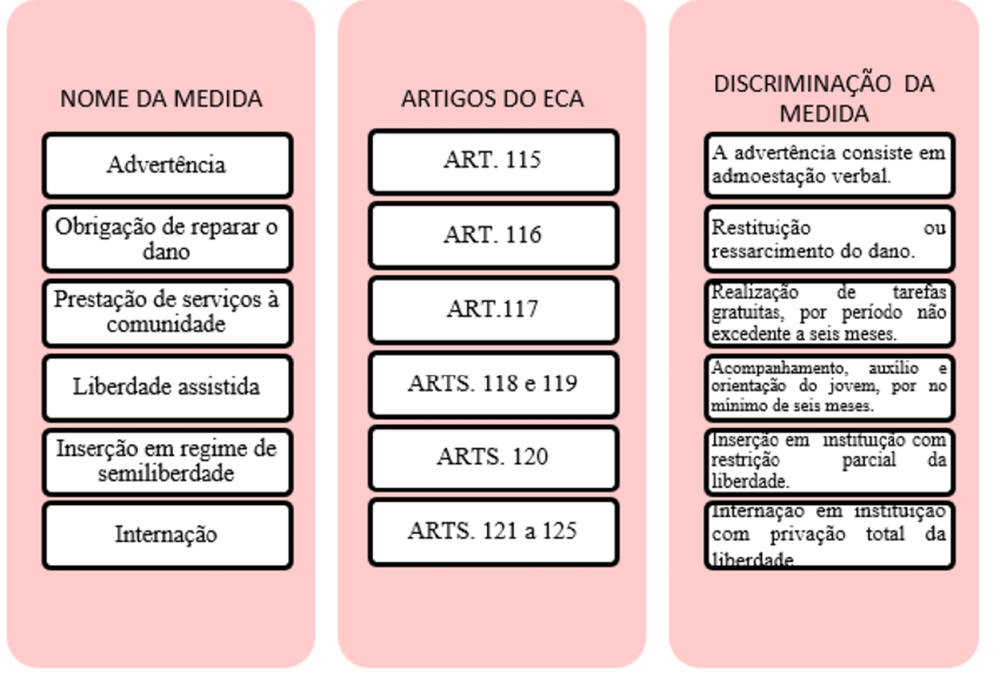 NOME DA MEDIDA
Advertência
Obrigação de reparar o
dano
Prestação de serviços à
comunidade
Liberdade assistida
Inserção em regime de
semiliberdade
Internação
ARTIGOS DO ECA
ART. 115
ART. 116
ART.117
ARTS. 118 e 119
ARTS. 120
ARTS. 121 a 125
DISCRIMINAÇÃO DA
MEDIDA
A advertência consiste em
admoestação verbal.
Restituição ou
ressarcimento do dano.
Realização de tarefas
gratuitas, por período não
excedente a seis meses.
Acompanhamento, auxílio e
orientação do jovem, por no
mínimo de seis meses.
Inserção em instituição com
restrição parcial da
liberdade.
Internação em instituição
com privação total da
liberdade